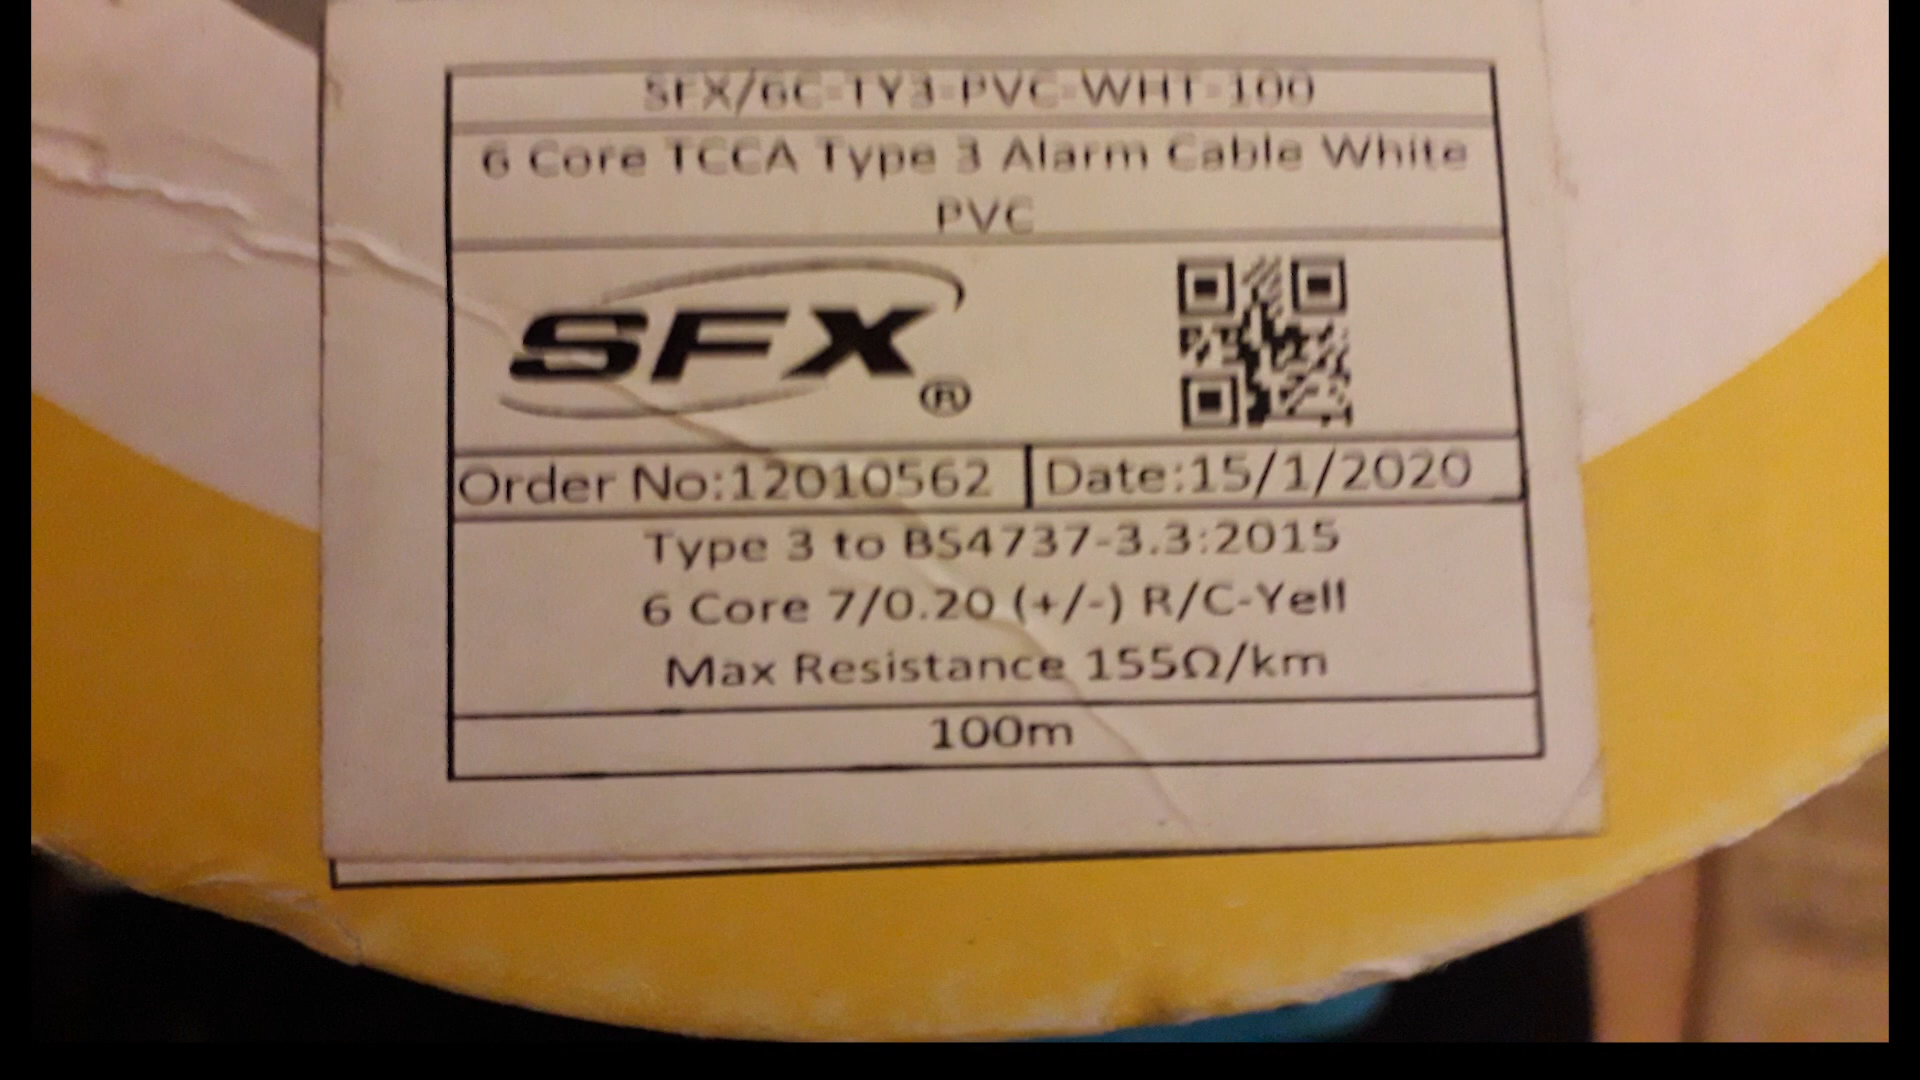 SFX/6C-TY3-PVC-WHT-100
6 Core TCCA Type 3 Alarm Cable White
PVC
SFX®
Order No:12010562 Date:15/1/2020
Type 3 to BS4737-3.3:2015
6 Core 7/0.20 (+/-) R/C-Yell
Max Resistance 155Ω/km
100m